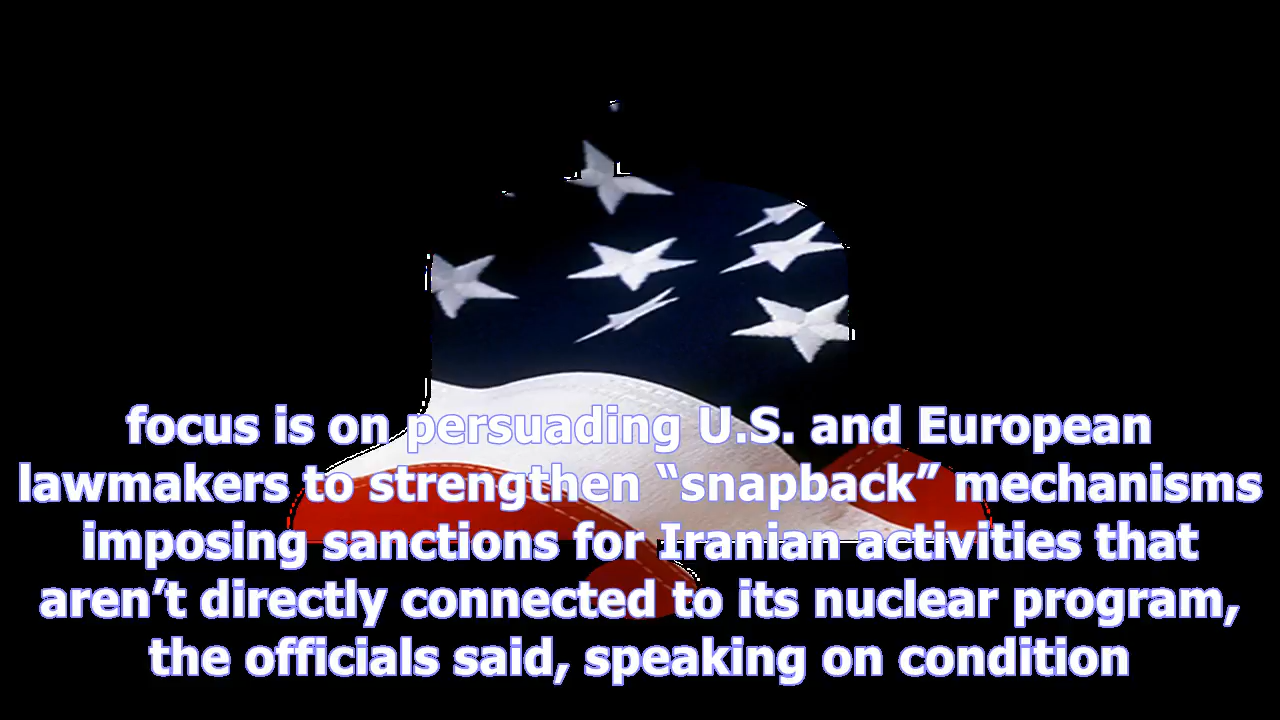 focus is on persuading U.S. and European
lawmakers to strengthen “snapback” mechanisms
imposing sanctions for Iranian activities that
aren’t directly connected to its nuclear program,
the officials said, speaking on condition